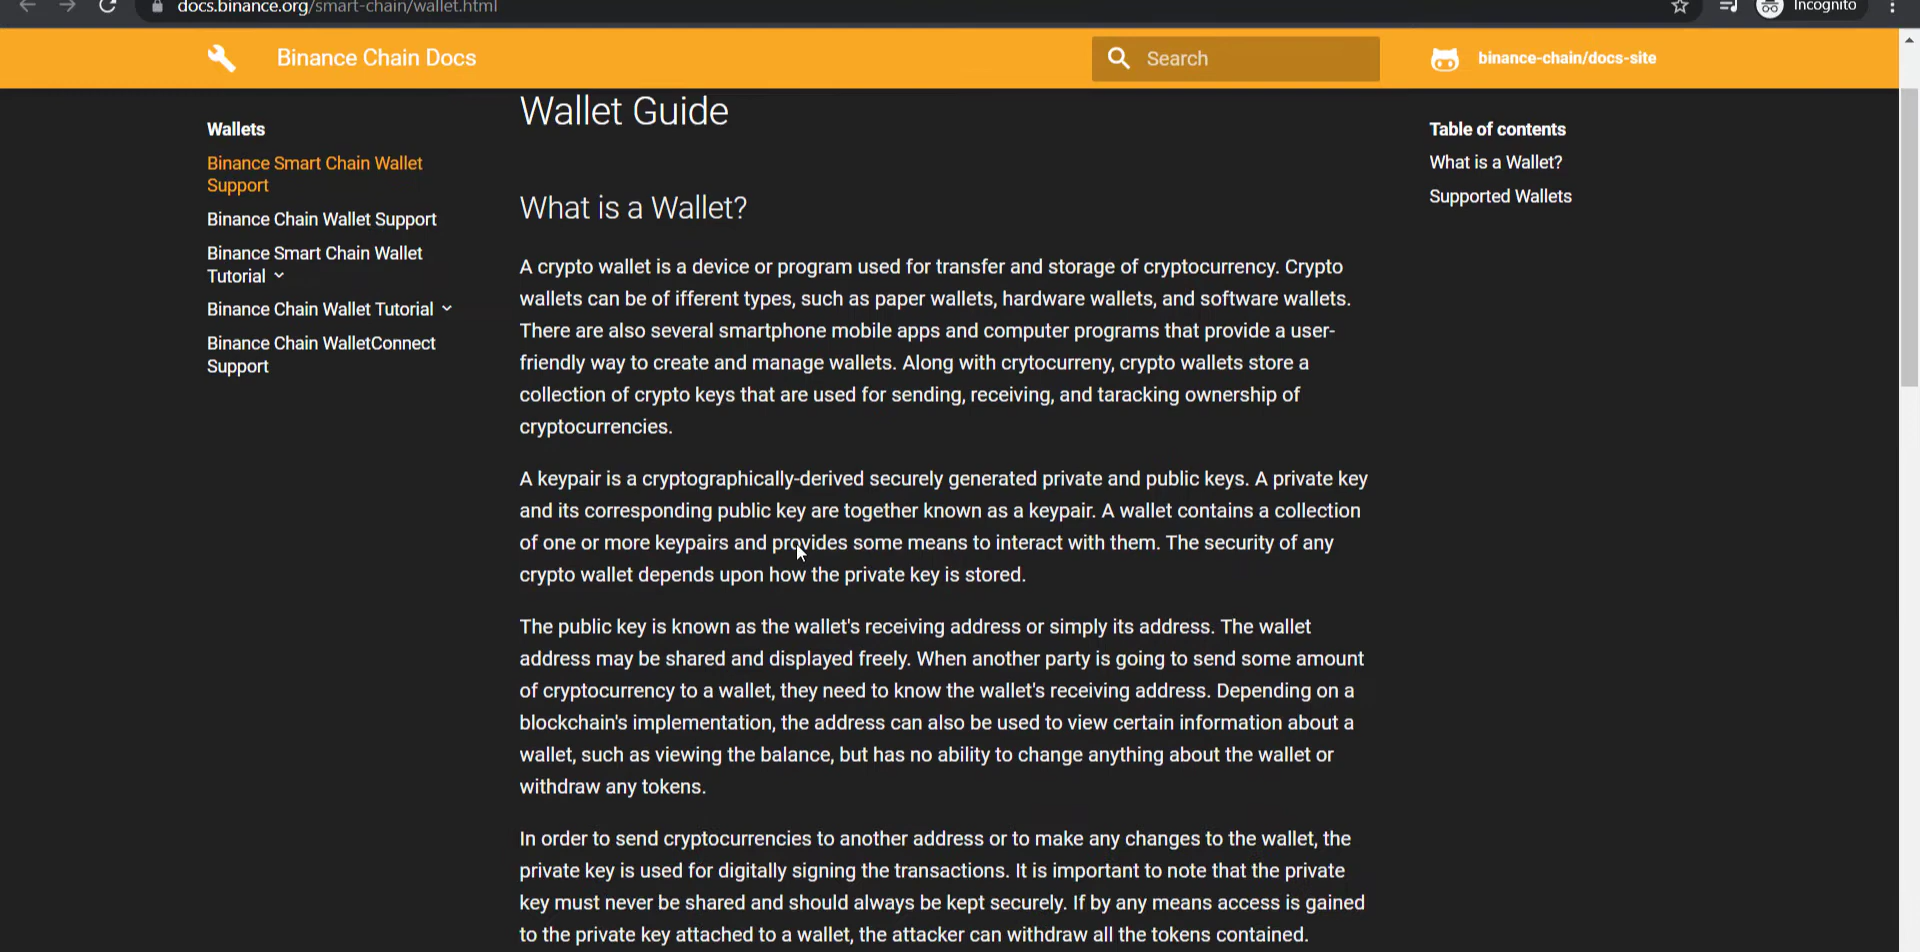 docs.binance.org/smart-chain/wallet.html
Incognito
Binance Chain Docs
Search
binance-chain/docs-site
Wallets
Binance Smart Chain Wallet
Support
Binance Chain Wallet Support
Binance Smart Chain Wallet
Tutorial
Binance Chain Wallet Tutorial
Binance Chain WalletConnect
Support
Wallet Guide
What is a Wallet?
A crypto wallet is a device or program used for transfer and storage of cryptocurrency. Crypto
wallets can be of ifferent types, such as paper wallets, hardware wallets, and software wallets.
There are also several smartphone mobile apps and computer programs that provide a user-
friendly way to create and manage wallets. Along with crytocurreny, crypto wallets store a
collection of crypto keys that are used for sending, receiving, and taracking ownership of
cryptocurrencies.
A keypair is a cryptographically-derived securely generated private and public keys. A private key
and its corresponding public key are together known as a keypair. A wallet contains a collection
of one or more keypairs and provides some means to interact with them. The security of any
crypto wallet depends upon how the private key is stored.
The public key is known as the wallet's receiving address or simply its address. The wallet
address may be shared and displayed freely. When another party is going to send some amount
of cryptocurrency to a wallet, they need to know the wallet's receiving address. Depending on a
blockchain's implementation, the address can also be used to view certain information about a
wallet, such as viewing the balance, but has no ability to change anything about the wallet or
withdraw any tokens.
In order to send cryptocurrencies to another address or to make any changes to the wallet, the
private key is used for digitally signing the transactions. It is important to note that the private
key must never be shared and should always be kept securely. If by any means access is gained
to the private key attached to a wallet, the attacker can withdraw all the tokens contained.
Table of contents
What is a Wallet?
Supported Wallets